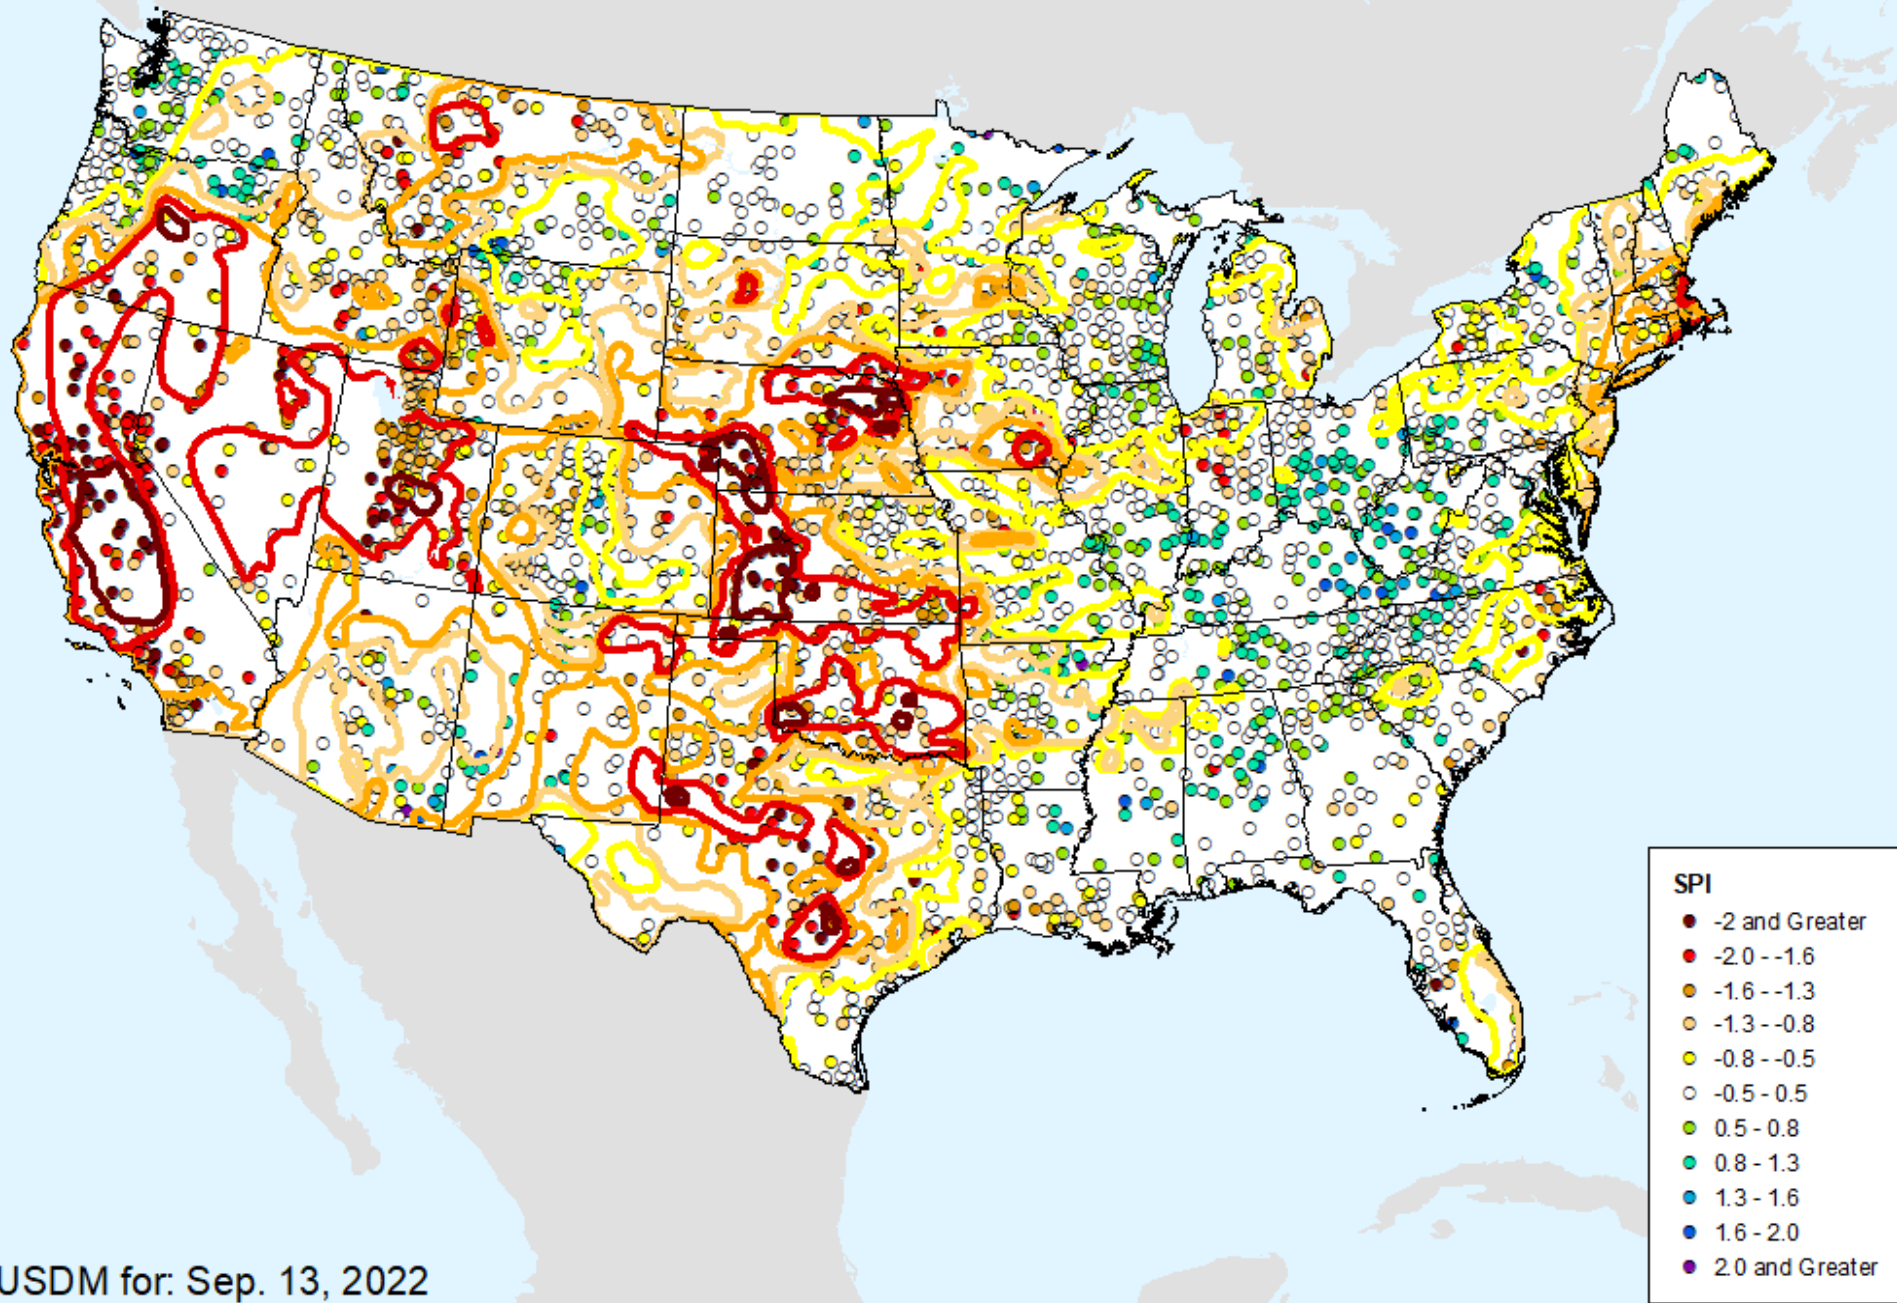 SPI
-2 and Greater
-2.0 - -1.6
-1.6 - -1.3
-1.3 - -0.8
-0.8 - -0.5
-0.5 - 0.5
0.5 - 0.8
0.8 - 1.3
1.3 - 1.6
1.6 - 2.0
2.0 and Greater
USDM for: Sep. 13, 2022